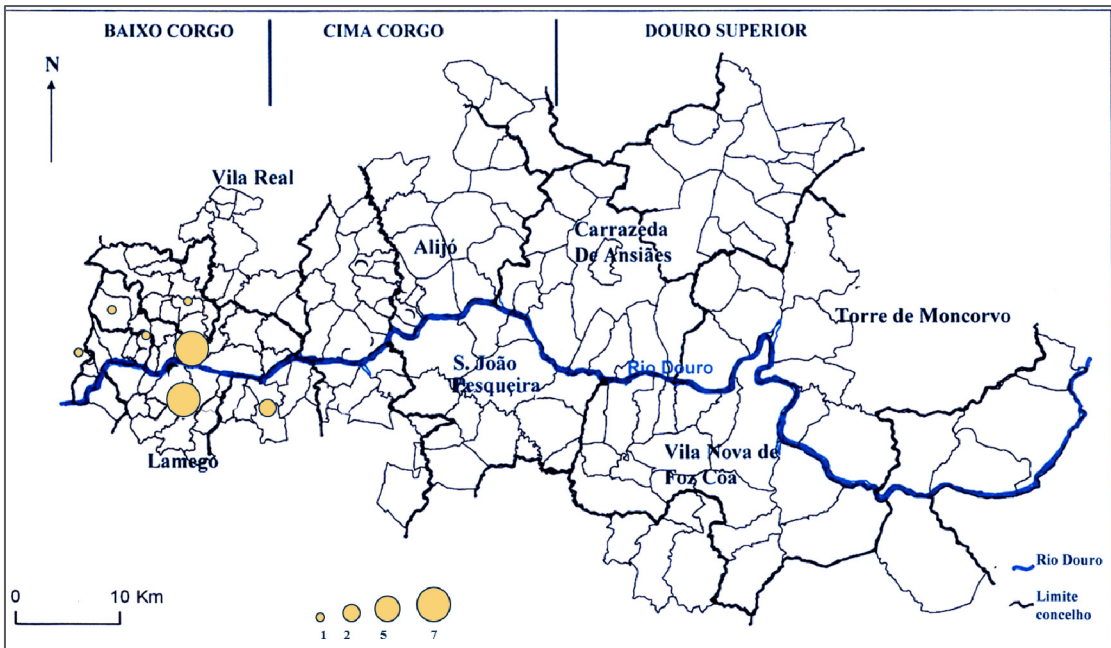 BAIXO CORGO
CIMA CORGO
DOURO SUPERIOR
N
Vila Real
Alijó
Carrazeda
De Ansiães
Torre de Moncorvo
S. João
Pesqueira
Rio Douro
Lamego
Vila Nova de
Foz Côa
Rio Douro
Limite
concelho
0 10 Km
1 2 5 7